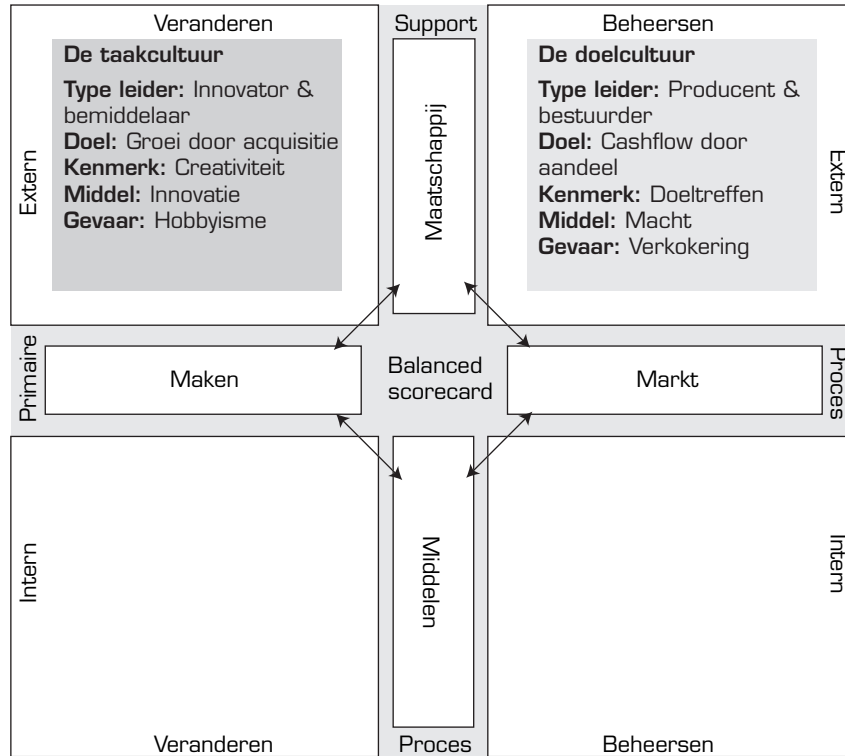 Veranderen
Support
Beheersen
De taakcultuur
Type leider: Innovator &
bemiddelaar
Doel: Groei door acquisitie
Kenmerk: Creativiteit
Middel: Innovatie
Gevaar: Hobbyisme
Extern
Maatschappij
De doelcultuur
Type leider: Producent &
bestuurder
Doel: Cashflow door
aandeel
Kenmerk: Doeltreffen
Middel: Macht
Gevaar: Verkokering
Extern
Primaire
Maken
Balanced
scorecard
Markt
Proces
Intern
Middelen
Intern
Veranderen
Proces
Beheersen